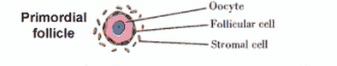 Primordial
follicle
Oocyte
Follicular cell
Stromal cell